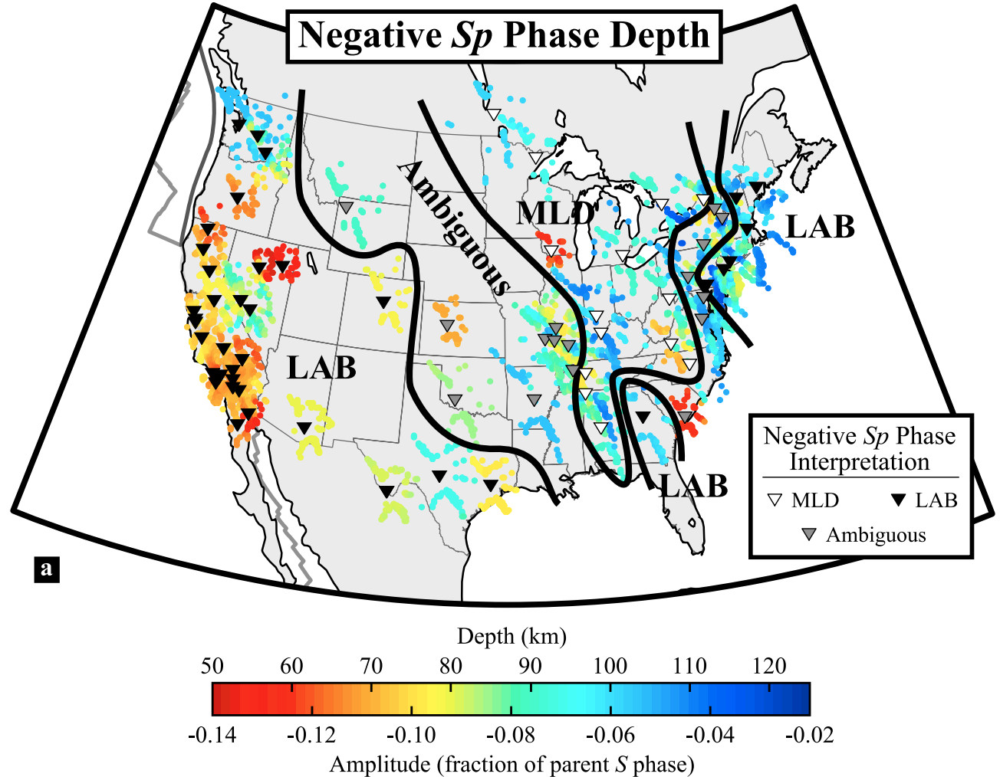 Negative Sp Phase Depth
Ambiguous
MLD
LAB
LAB
LAB
Negative Sp Phase
Interpretation
MLD
LAB
Ambiguous
a
Depth (km)
50 60 70 80 90 100 110 120
-0.14 -0.12 -0.10 -0.08 -0.06 -0.04 -0.02
Amplitude (fraction of parent S phase)